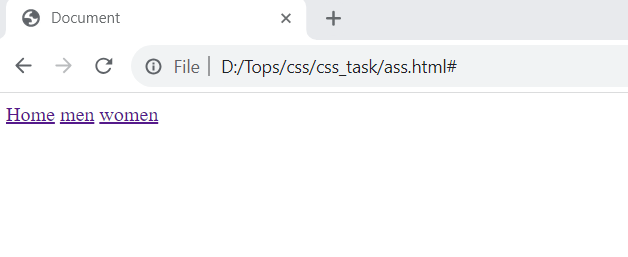 Document
File | D:/Tops/css/css_task/ass.html#
Home men women